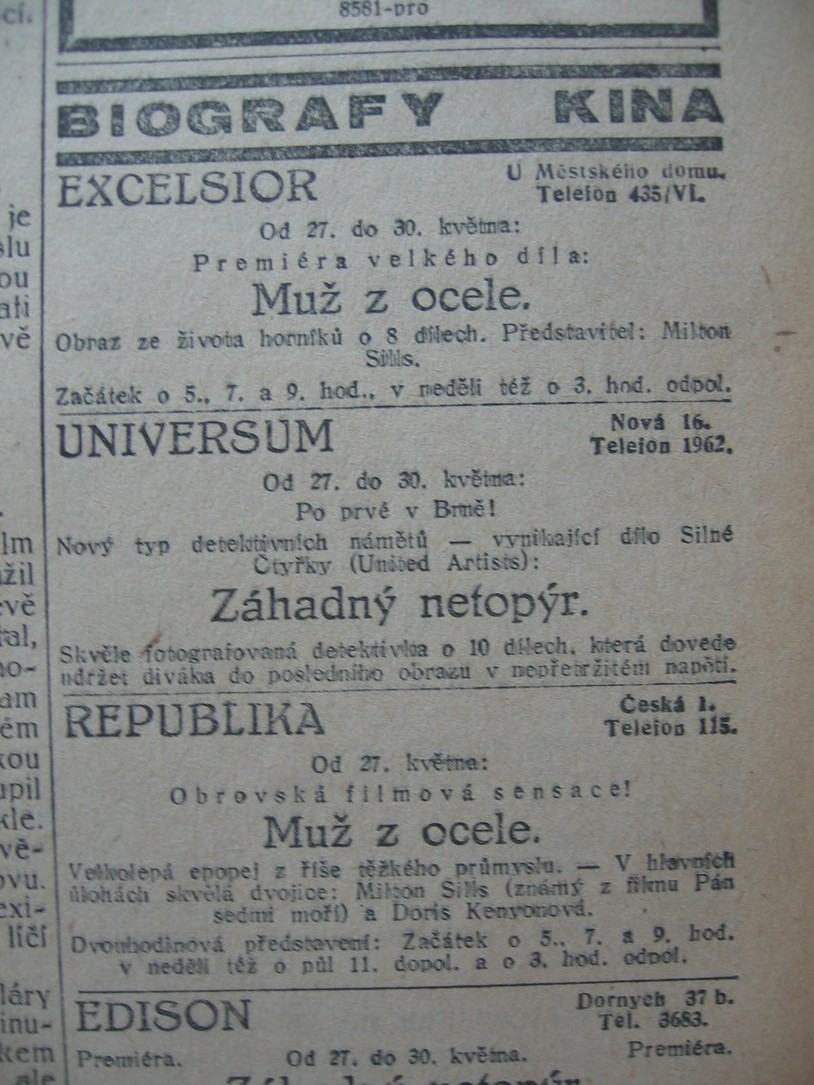 cí.
8581-pro
BIOGRAFY KINA
EXCELSIOR
U Městského domu.
Telefon 435/VI.
Od 27. do 30. května:
Premiéra velkého díla:
Muž z ocele.
Obraz ze života horníků o 8 dílech. Představitel: Milton
Sills.
Začátek o 5., 7. a 9. hod., v neděli též o 3. hod. odpol.
UNIVERSUM
Nová 16.
Telefon 1962.
Od 27. do 30. května:
Po prvé v Brně!
Nový typ detektivních námětů — vynikající dílo Silné
Čtyřky (United Artists):
Záhadný netopýr.
Skvěle fotografovaná detektivka o 10 dílech, která dovede
udržet diváka do posledního obrazu v nepřetržitém napětí.
REPUBLIKA
Česká 1.
Telefon 115.
Od 27. května:
Obrovská filmová sensace!
Muž z ocele.
Velkolepá epopej z říše těžkého průmyslu. — V hlavních
úlohách skvělá dvojice: Milton Sills (známý z filmu Pán
sedmi moří) a Doris Kenyonová.
Dvouhodinová představení: Začátek o 5., 7. a 9. hod.
v neděli též o půl 11. dopol. a o 3. hod. odpol.
EDISON
Dornych 37 b.
Tel. 3683.
Premiéra. Od 27. do 30. května. Premiéra.
Záhadný netopýr
je
slu
ou
ati
vě
lm
žil
evě
tal,
no-
am
ém
kou
upil
kle.
vě-
ovu.
exi-
líčí
láry
inu-
kem
ale